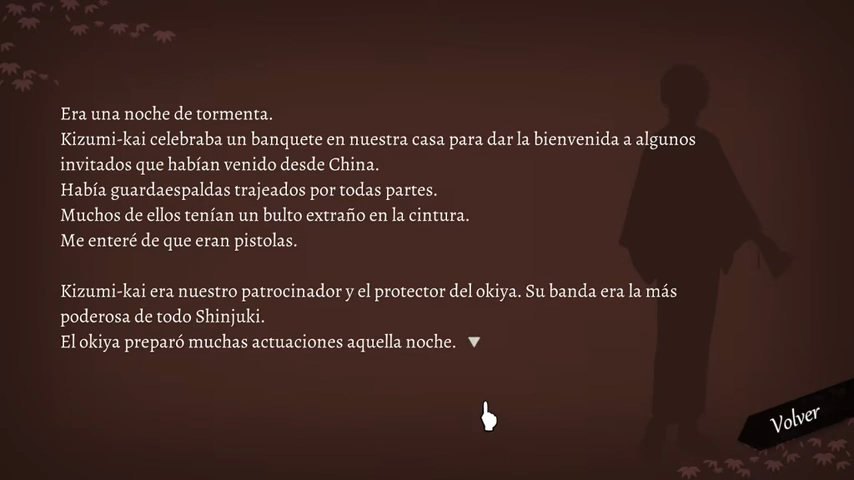 Era una noche de tormenta.
Kizumi-kai celebraba un banquete en nuestra casa para dar la bienvenida a algunos
invitados que habían venido desde China.
Había guardaespaldas trajeados por todas partes.
Muchos de ellos tenían un bulto extraño en la cintura.
Me enteré de que eran pistolas.
Kizumi-kai era nuestro patrocinador y el protector del okiya. Su banda era la más
poderosa de todo Shinjuki.
El okiya preparó muchas actuaciones aquella noche.
Volver